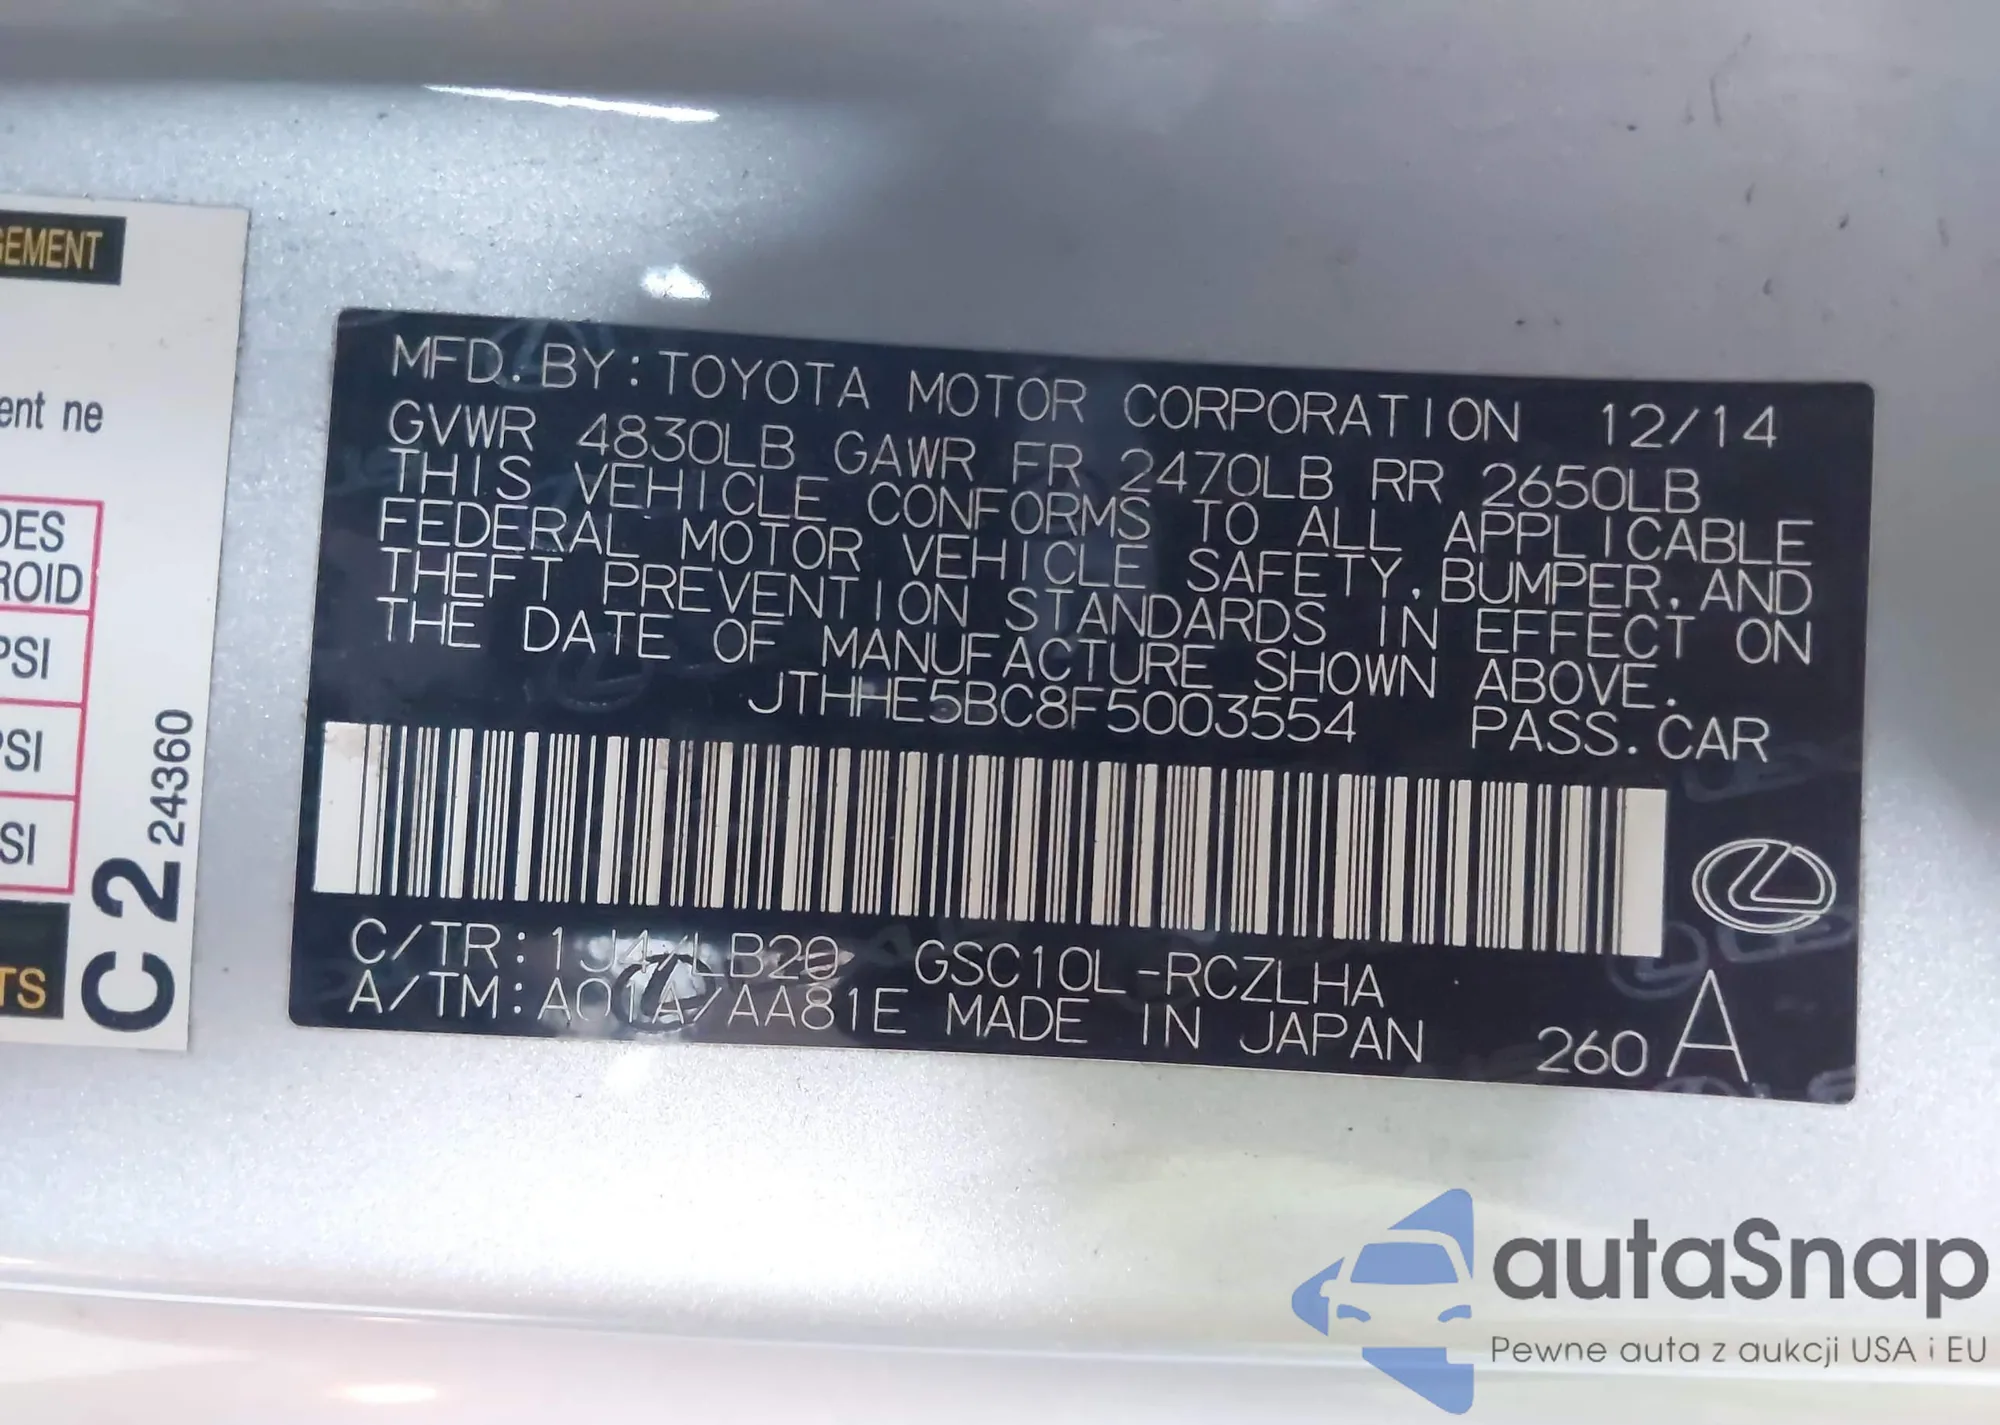 GEMENT
ent ne
DES
ROID
PSI
PSI
SI
TS
C 2 24360
MFD. BY: TOYOTA MOTOR CORPORATION 12/14
GVWR 4830LB GAWR FR 2470LB RR 2650LB
THIS VEHICLE CONFORMS TO ALL APPLICABLE
FEDERAL MOTOR VEHICLE SAFETY, BUMPER, AND
THEFT PREVENTION STANDARDS IN EFFECT ON
THE DATE OF MANUFACTURE SHOWN ABOVE.
JTHHE5BC8F5003554 PASS. CAR
C/TR: 1J4/LB20 GSC10L-RCZLHA
A/TM: A01A/AA81E MADE IN JAPAN 260 A
autaSnap
Pewne auta z aukcji USA i EU